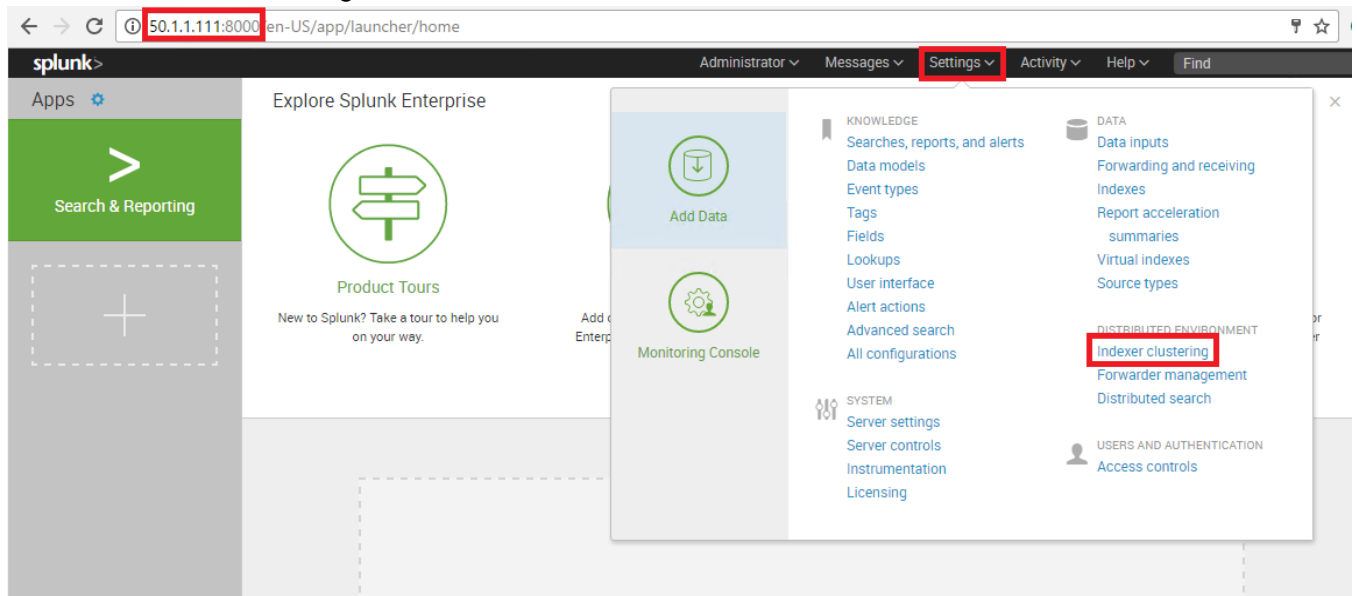 50.1.1.111:8000/en-US/app/launcher/home
splunk> Administrator Messages Settings Activity Help Find
Apps
Explore Splunk Enterprise
>
Search & Reporting
Product Tours
New to Splunk? Take a tour to help you
on your way.
Add
Enterp
Add Data
Monitoring Console
KNOWLEDGE
Searches, reports, and alerts
Data models
Event types
Tags
Fields
Lookups
User interface
Alert actions
Advanced search
All configurations
SYSTEM
Server settings
Server controls
Instrumentation
Licensing
DATA
Data inputs
Forwarding and receiving
Indexes
Report acceleration
summaries
Virtual indexes
Source types
DISTRIBUTED ENVIRONMENT
Indexer clustering
Forwarder management
Distributed search
USERS AND AUTHENTICATION
Access controls